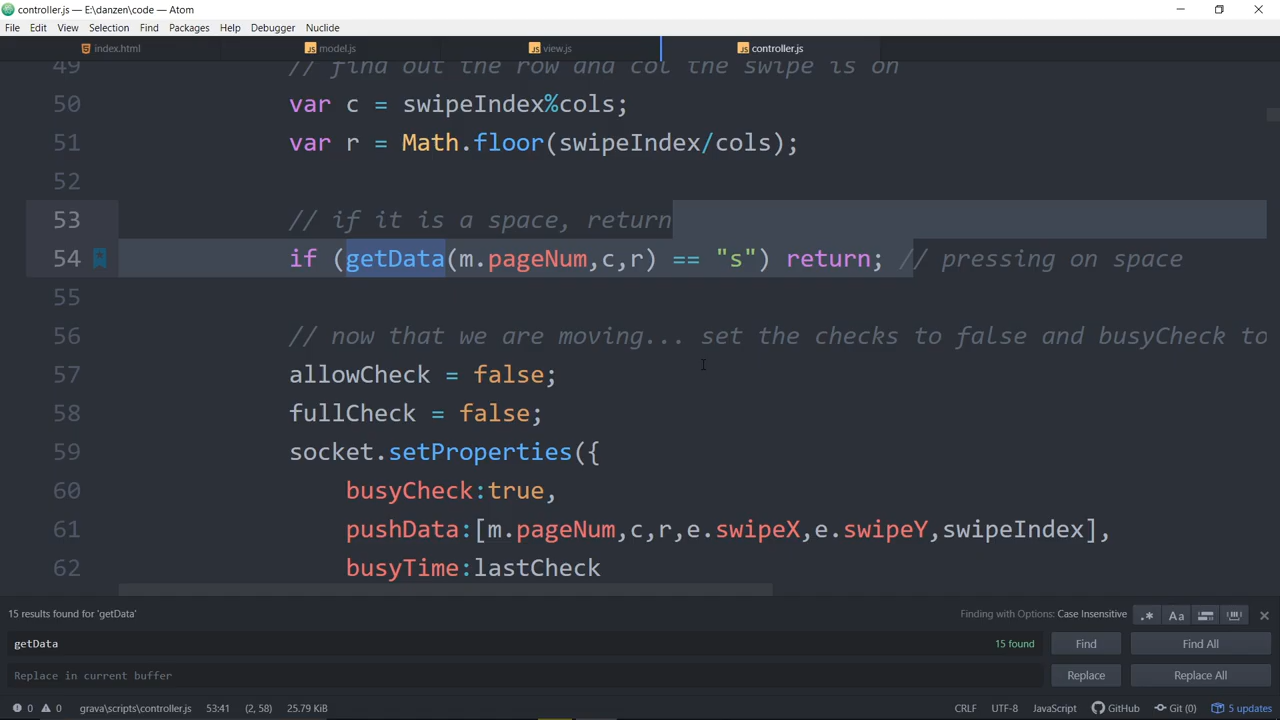 controller.js — E:\danzen\code — Atom
File Edit View Selection Find Packages Help Debugger Nuclide
index.html model.js view.js controller.js
49 // find out the row and col the swipe is on
50 var c = swipeIndex%cols;
51 var r = Math.floor(swipeIndex/cols);
52
53 // if it is a space, return
54 if (getData(m.pageNum,c,r) == "s") return; // pressing on space
55
56 // now that we are moving... set the checks to false and busyCheck to
57 allowCheck = false;
58 fullCheck = false;
59 socket.setProperties({
60 busyCheck:true,
61 pushData:[m.pageNum,c,r,e.swipeX,e.swipeY,swipeIndex],
62 busyTime:lastCheck
15 results found for 'getData' Finding with Options: Case Insensitive .* Aa
getData 15 found Find Find All
Replace in current buffer Replace Replace All
0 0 grava\scripts\controller.js 53:41 (2, 58) 25.79 KiB CRLF UTF-8 JavaScript GitHub Git (0) 5 updates